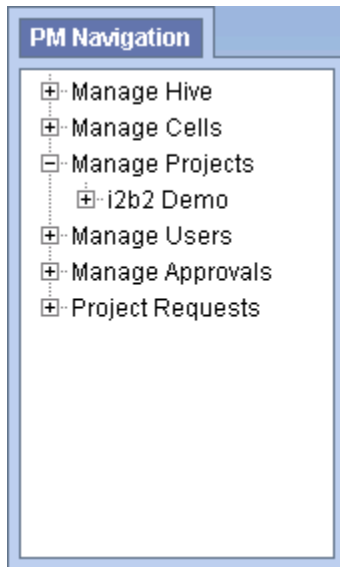 PM Navigation
Manage Hive
Manage Cells
Manage Projects
i2b2 Demo
Manage Users
Manage Approvals
Project Requests